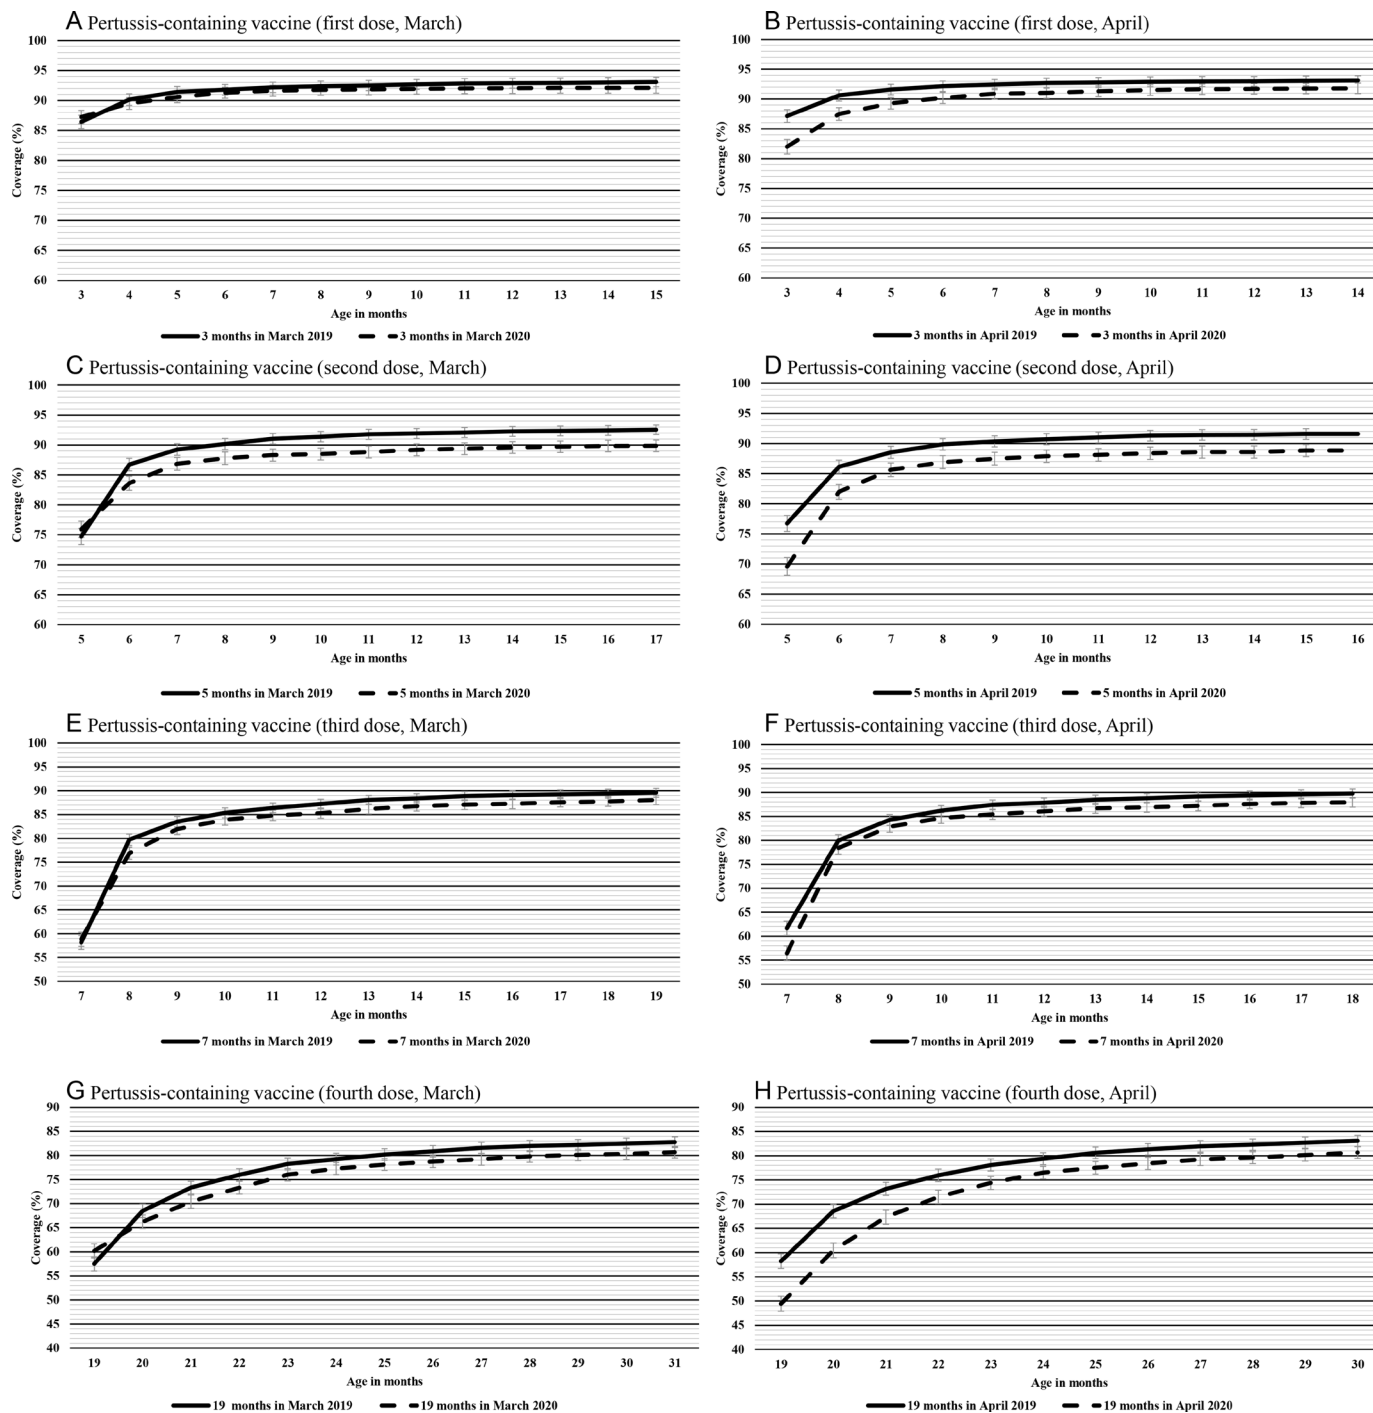 A Pertussis-containing vaccine (first dose, March)
100
95
90
85
80
75
70
65
60
Coverage (%)
3 4 5 6 7 8 9 10 11 12 13 14 15
Age in months
3 months in March 2019 3 months in March 2020
B Pertussis-containing vaccine (first dose, April)
100
95
90
85
80
75
70
65
60
Coverage (%)
3 4 5 6 7 8 9 10 11 12 13 14
Age in months
3 months in April 2019 3 months in April 2020
C Pertussis-containing vaccine (second dose, March)
100
95
90
85
80
75
70
65
60
Coverage (%)
5 6 7 8 9 10 11 12 13 14 15 16 17
Age in months
5 months in March 2019 5 months in March 2020
D Pertussis-containing vaccine (second dose, April)
100
95
90
85
80
75
70
65
60
Coverage (%)
5 6 7 8 9 10 11 12 13 14 15 16
Age in months
5 months in April 2019 5 months in April 2020
E Pertussis-containing vaccine (third dose, March)
100
95
90
85
80
75
70
65
60
55
50
Coverage (%)
7 8 9 10 11 12 13 14 15 16 17 18 19
Age in months
7 months in March 2019 7 months in March 2020
F Pertussis-containing vaccine (third dose, April)
100
95
90
85
80
75
70
65
60
55
50
Coverage (%)
7 8 9 10 11 12 13 14 15 16 17 18
Age in months
7 months in April 2019 7 months in April 2020
G Pertussis-containing vaccine (fourth dose, March)
90
85
80
75
70
65
60
55
50
45
40
Coverage (%)
19 20 21 22 23 24 25 26 27 28 29 30 31
Age in months
19 months in March 2019 19 months in March 2020
H Pertussis-containing vaccine (fourth dose, April)
90
85
80
75
70
65
60
55
50
45
40
Coverage (%)
19 20 21 22 23 24 25 26 27 28 29 30
Age in months
19 months in April 2019 19 months in April 2020